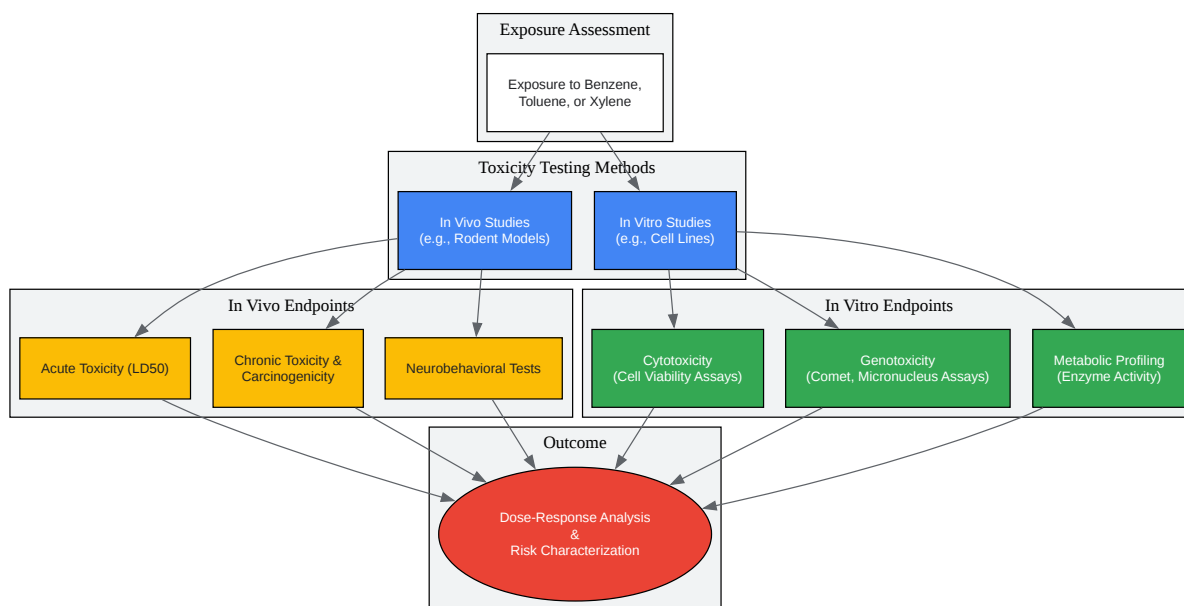 Exposure Assessment
Exposure to Benzene,
Toluene, or Xylene
Toxicity Testing Methods
In Vivo Studies
(e.g., Rodent Models)
In Vitro Studies
(e.g., Cell Lines)
In Vivo Endpoints
Acute Toxicity (LD50)
Chronic Toxicity &
Carcinogenicity
Neurobehavioral Tests
In Vitro Endpoints
Cytotoxicity
(Cell Viability Assays)
Genotoxicity
(Comet, Micronucleus Assays)
Metabolic Profiling
(Enzyme Activity)
Outcome
Dose-Response Analysis
&
Risk Characterization